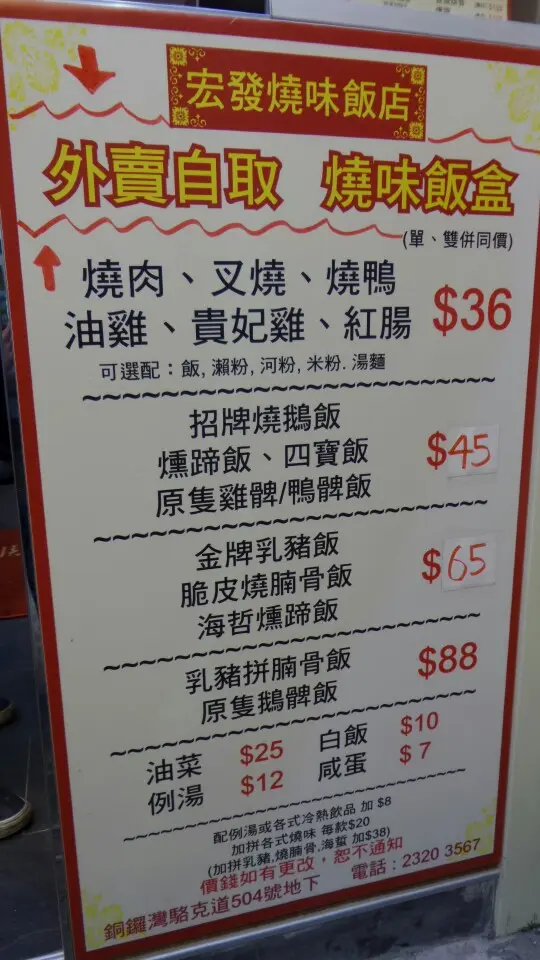 宏發燒味飯店
外賣自取 燒味飯盒
(單、雙併同價)
燒肉、叉燒、燒鴨
油雞、貴妃雞、紅腸 $36
可選配：飯, 瀨粉, 河粉, 米粉. 湯麵
招牌燒鵝飯
燻蹄飯、四寶飯 $45
原隻雞髀/鴨髀飯
金牌乳豬飯
脆皮燒腩骨飯 $65
海哲燻蹄飯
乳豬拼腩骨飯 $88
原隻鵝髀飯
油菜 $25 白飯 $10
例湯 $12 咸蛋 $7
配例湯或各式冷熱飲品 加 $8
加拼各式燒味 每款$20
(加拼乳豬,燒腩骨,海蜇 加$38)
價錢如有更改，恕不通知
銅鑼灣駱克道504號地下 電話：2320 3567